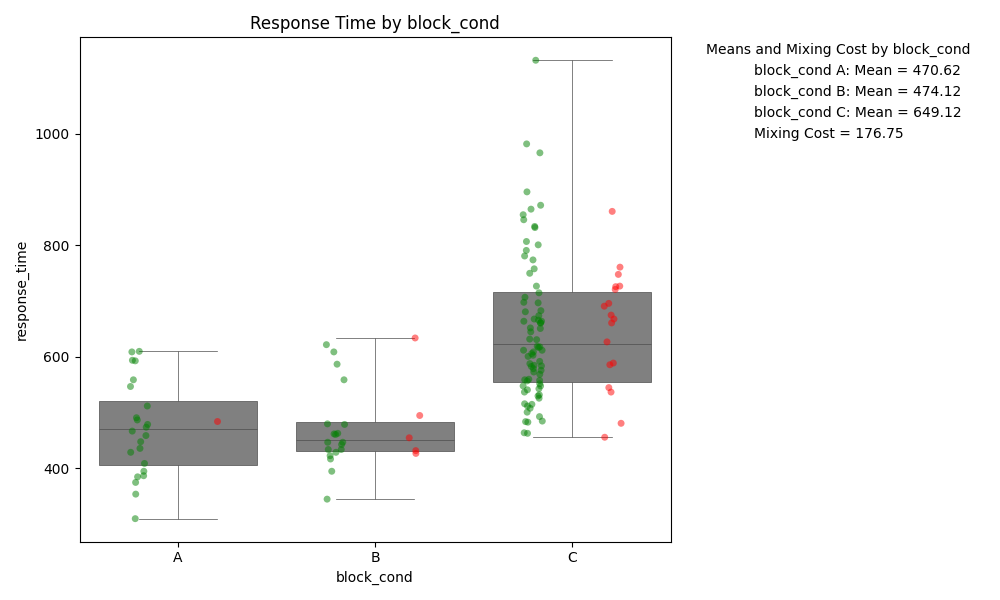 Response Time by block_cond
Means and Mixing Cost by block_cond
block_cond A: Mean = 470.62
block_cond B: Mean = 474.12
block_cond C: Mean = 649.12
Mixing Cost = 176.75
response_time
1000
800
600
400
A B C
block_cond